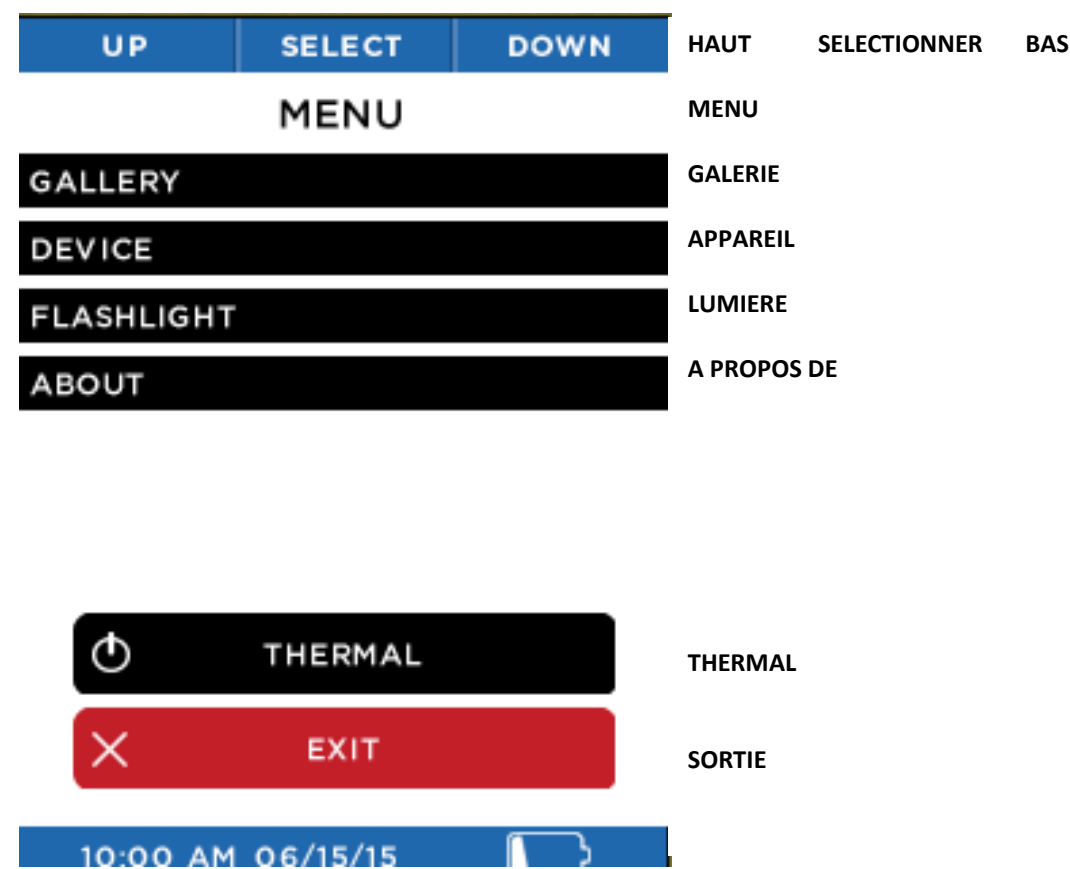 UP SELECT DOWN HAUT SELECTIONNER BAS
MENU MENU
GALLERY GALERIE
DEVICE APPAREIL
FLASHLIGHT LUMIERE
ABOUT A PROPOS DE
THERMAL THERMAL
EXIT SORTIE
10:00 AM 06/15/15